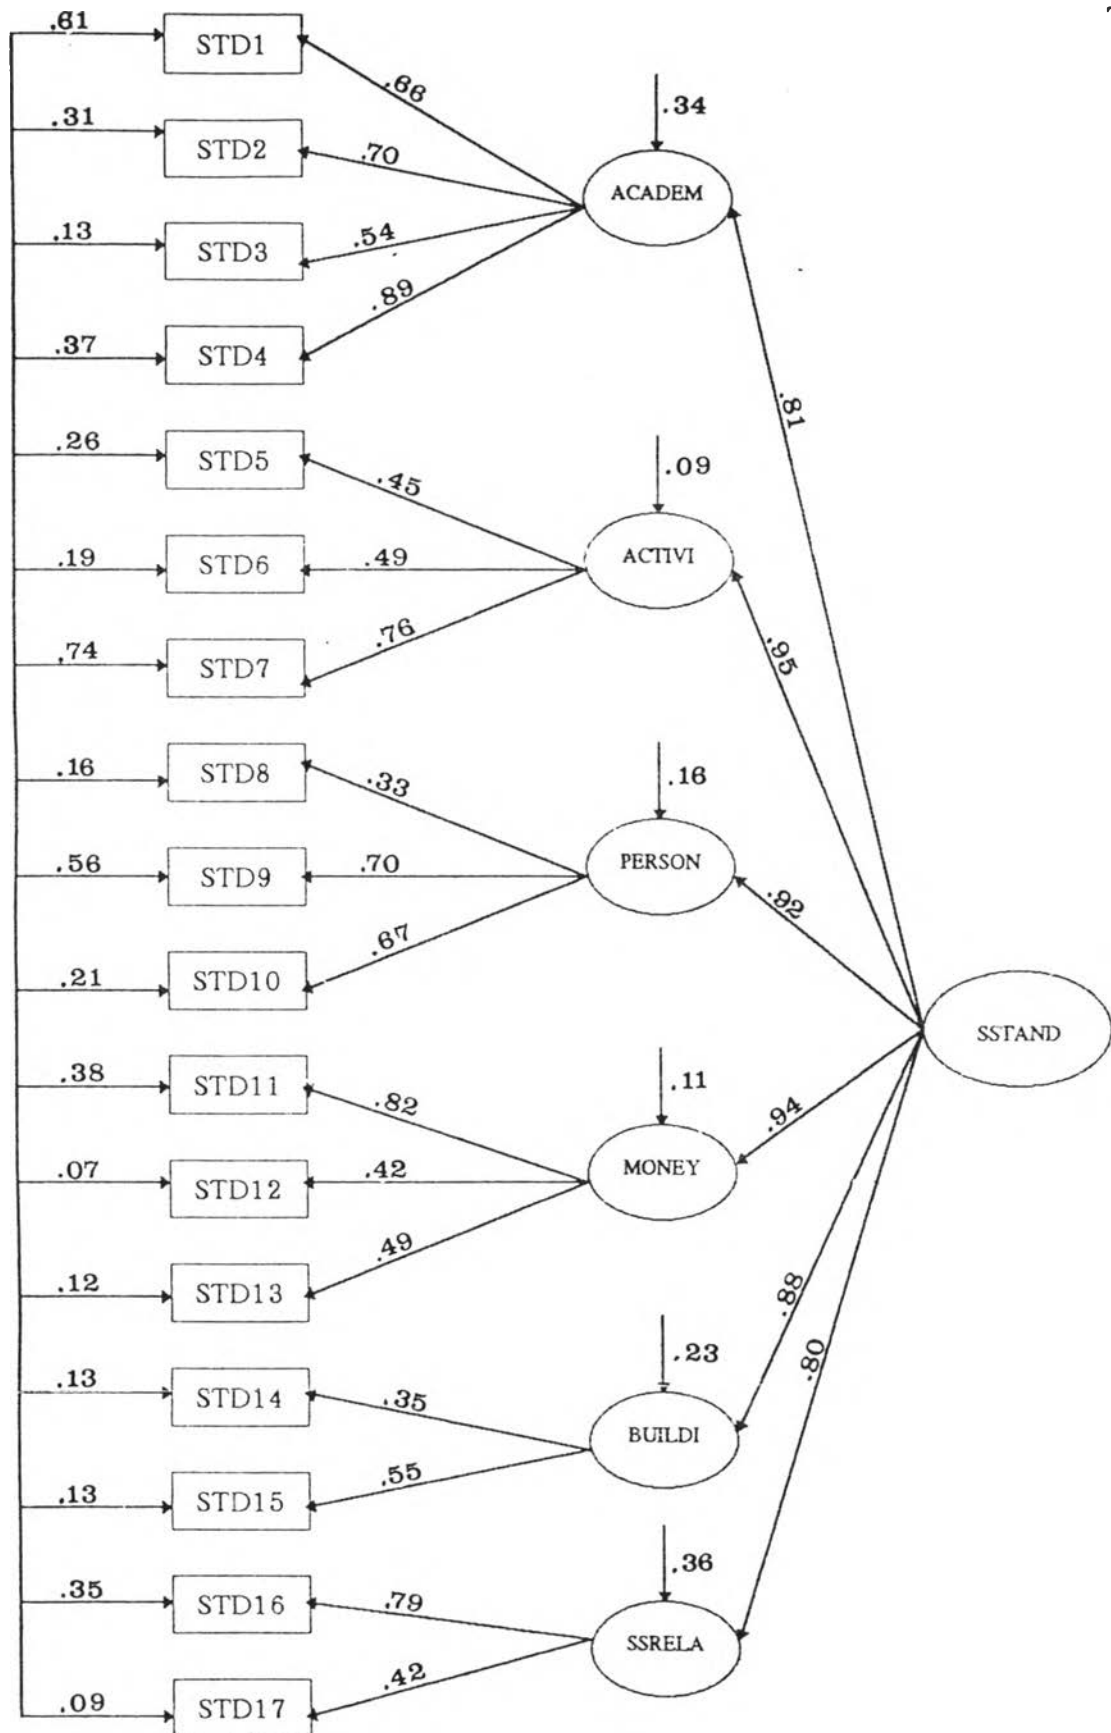 .61
STD1
.66
.34
.31
STD2
.70
ACADEM
.13
STD3
.54
.89
.37
STD4
.81
.26
STD5
.45
.09
.19
STD6
.49
ACTIVI
.74
STD7
.76
.95
.16
STD8
.33
.16
.56
STD9
.70
PERSON
.92
.67
.21
STD10
SSTAND
.38
STD11
.82
.11
.94
.07
STD12
.42
MONEY
.49
.12
STD13
.88
.80
.13
STD14
.35
.23
BUILDI
.13
STD15
.55
.35
STD16
.79
.36
SSRELA
.42
.09
STD17